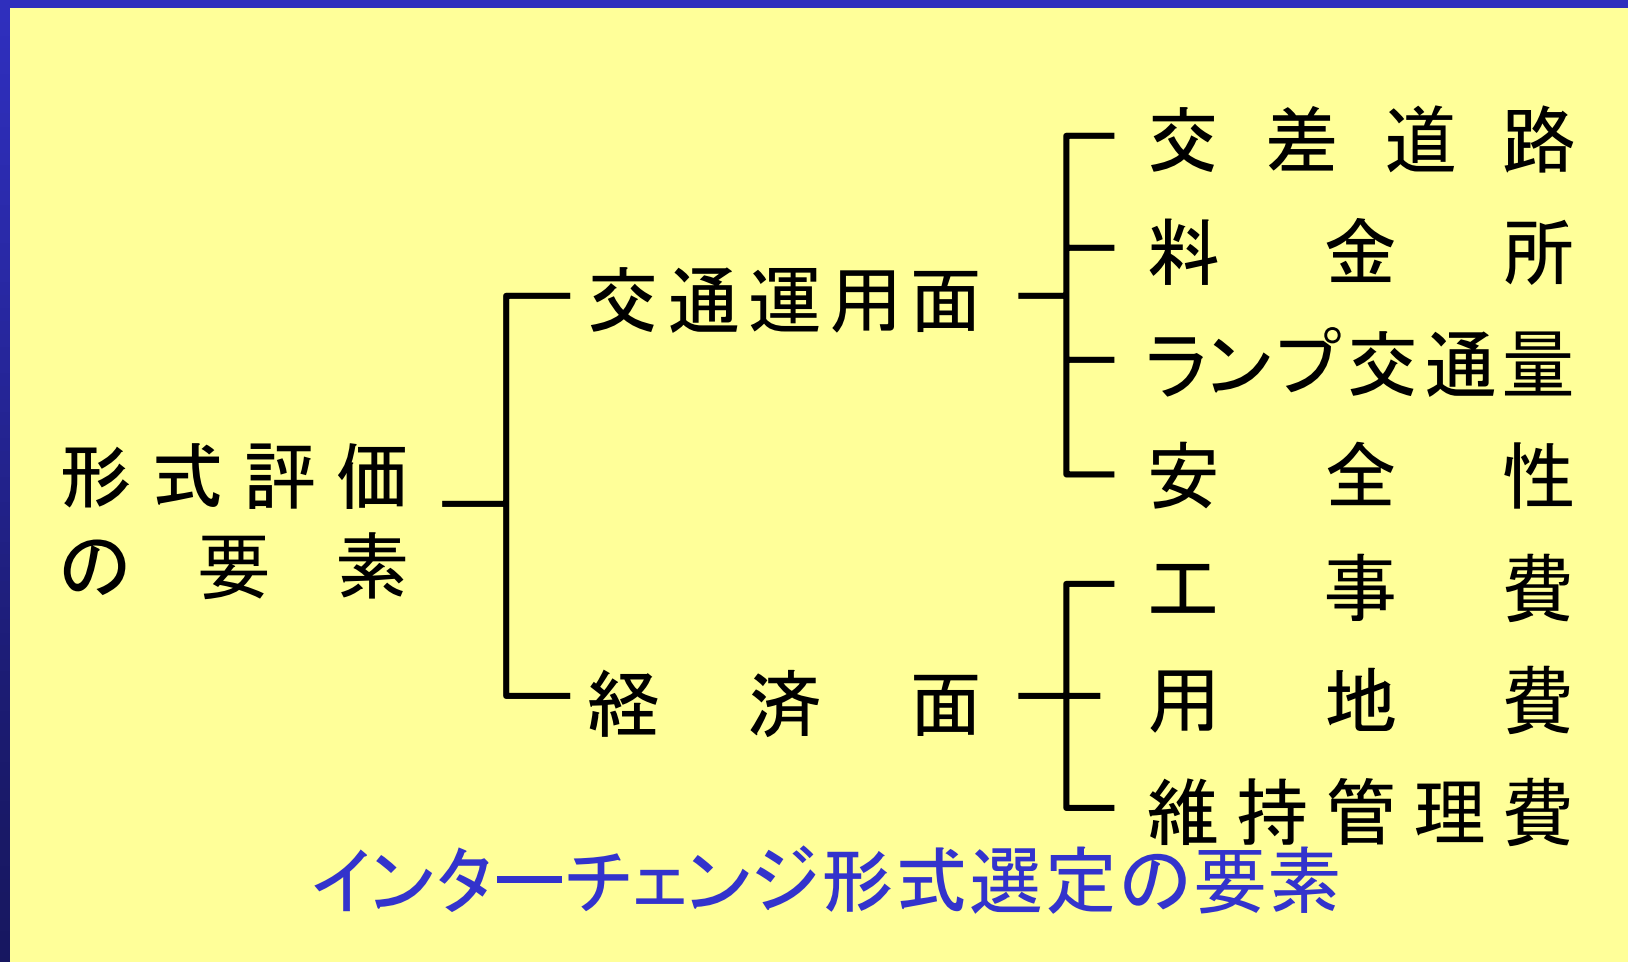 形式評価
の要素
交通運用面
経済面
交差道路
料金所
ランプ交通量
安全性
工事費
用地費
維持管理費
インターチェンジ形式選定の要素